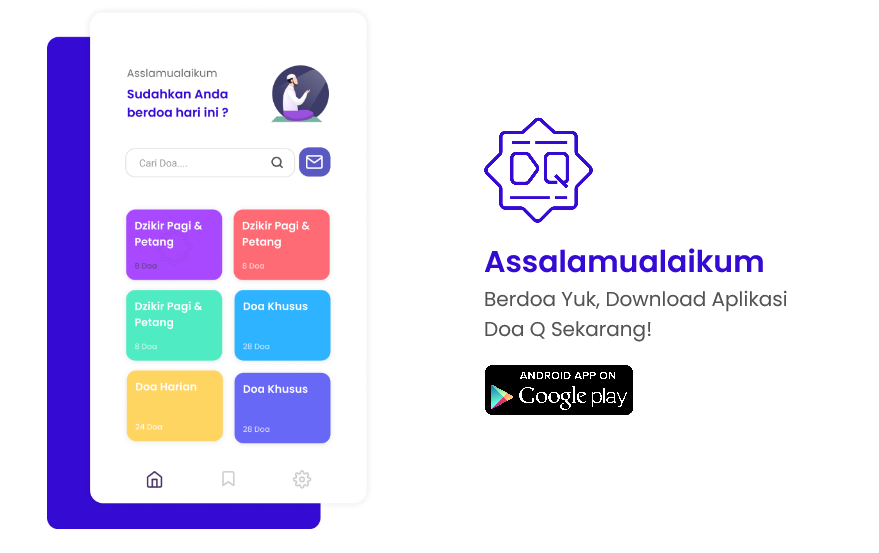 Asslamualaikum
Sudahkan Anda
berdoa hari ini ?
Cari Doa....
Dzikir Pagi &
Petang
8 Doa
Dzikir Pagi &
Petang
8 Doa
Dzikir Pagi &
Petang
8 Doa
Doa Khusus
28 Doa
Doa Harian
24 Doa
Doa Khusus
28 Doa
DQ
Assalamualaikum
Berdoa Yuk, Download Aplikasi
Doa Q Sekarang!
ANDROID APP ON
Google play